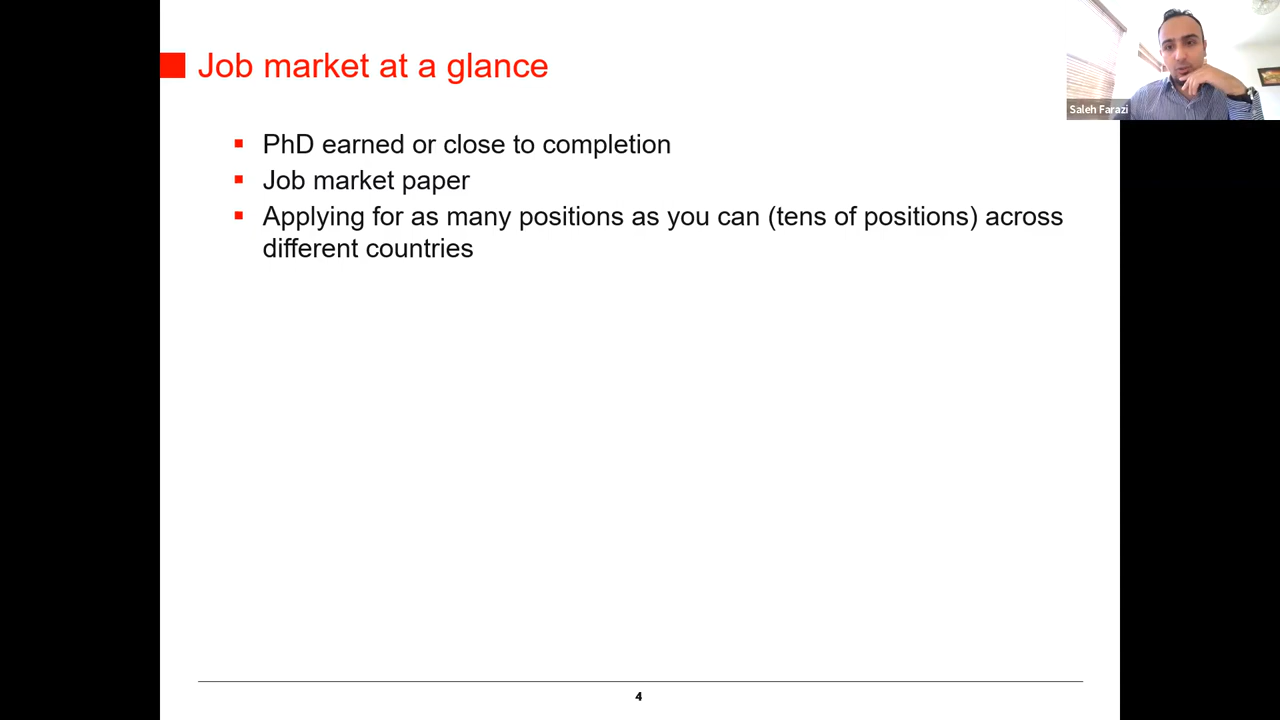 Job market at a glance
Saleh Farazi
▪ PhD earned or close to completion
▪ Job market paper
▪ Applying for as many positions as you can (tens of positions) across
different countries
4